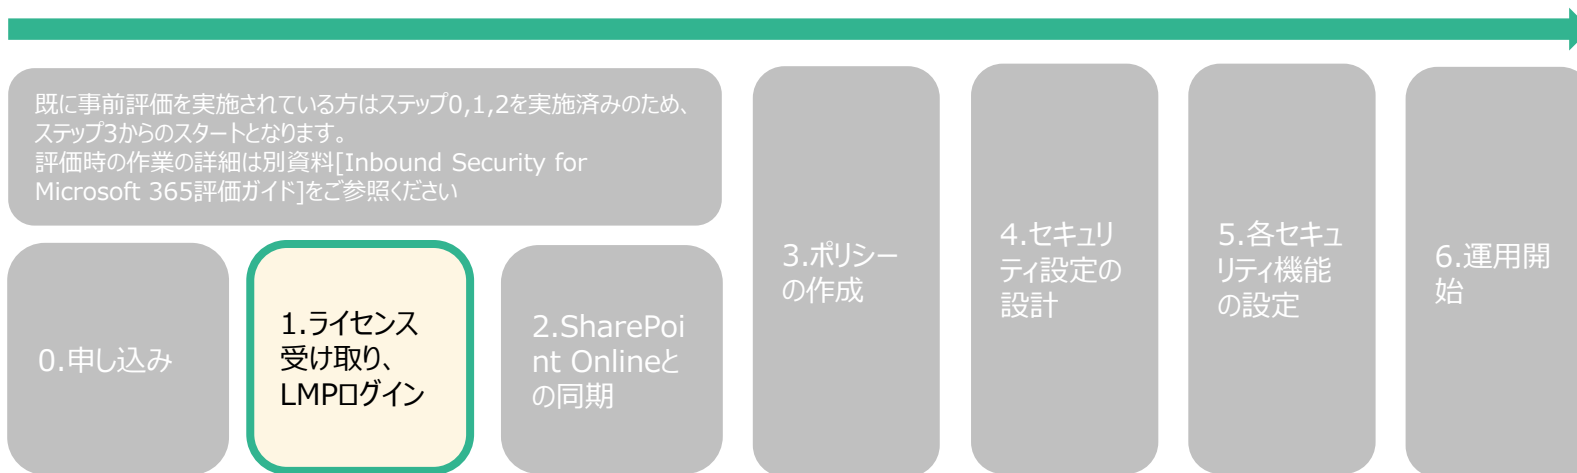 既に事前評価を実施されている方はステップ0,1,2を実施済みのため、
ステップ3からのスタートとなります。
評価時の作業の詳細は別資料[Inbound Security for
Microsoft 365評価ガイド]をご参照ください
0.申し込み
1.ライセンス
受け取り、
LMPログイン
2.SharePoi
nt Onlineと
の同期
3.ポリシー
の作成
4.セキュリ
ティ設定の
設計
5.各セキュ
リティ機能
の設定
6.運用開
始